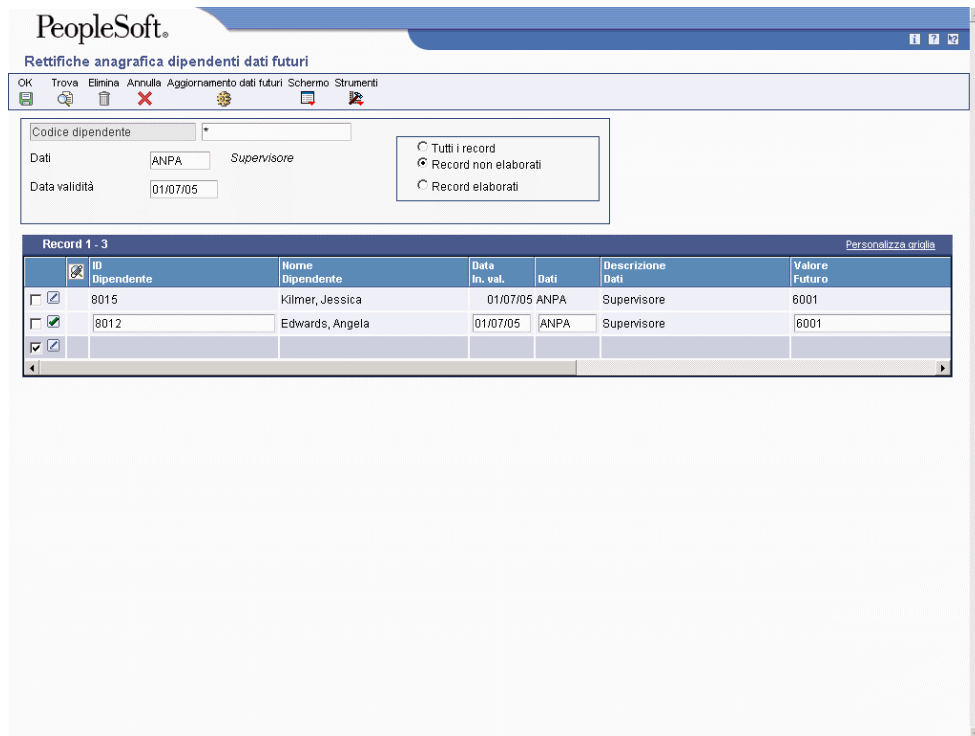 PeopleSoft.
Rettifiche anagrafica dipendenti dati futuri
OK Trova Elimina Annulla Aggiornamento dati futuri Schermo Strumenti
Codice dipendente *
Dati ANPA Supervisore
Data validità 01/07/05
Tutti i record
Record non elaborati
Record elaborati
Record 1 - 3 Personalizza griglia
ID Dipendente Nome Dipendente Data In. val. Dati Descrizione Dati Valore Futuro
8015 Kilmer, Jessica 01/07/05 ANPA Supervisore 6001
8012 Edwards, Angela 01/07/05 ANPA Supervisore 6001